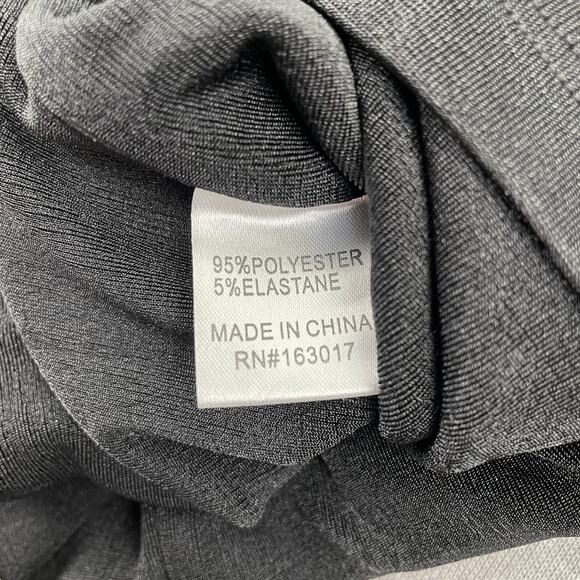 95%POLYESTER
5%ELASTANE
MADE IN CHINA
RN#163017